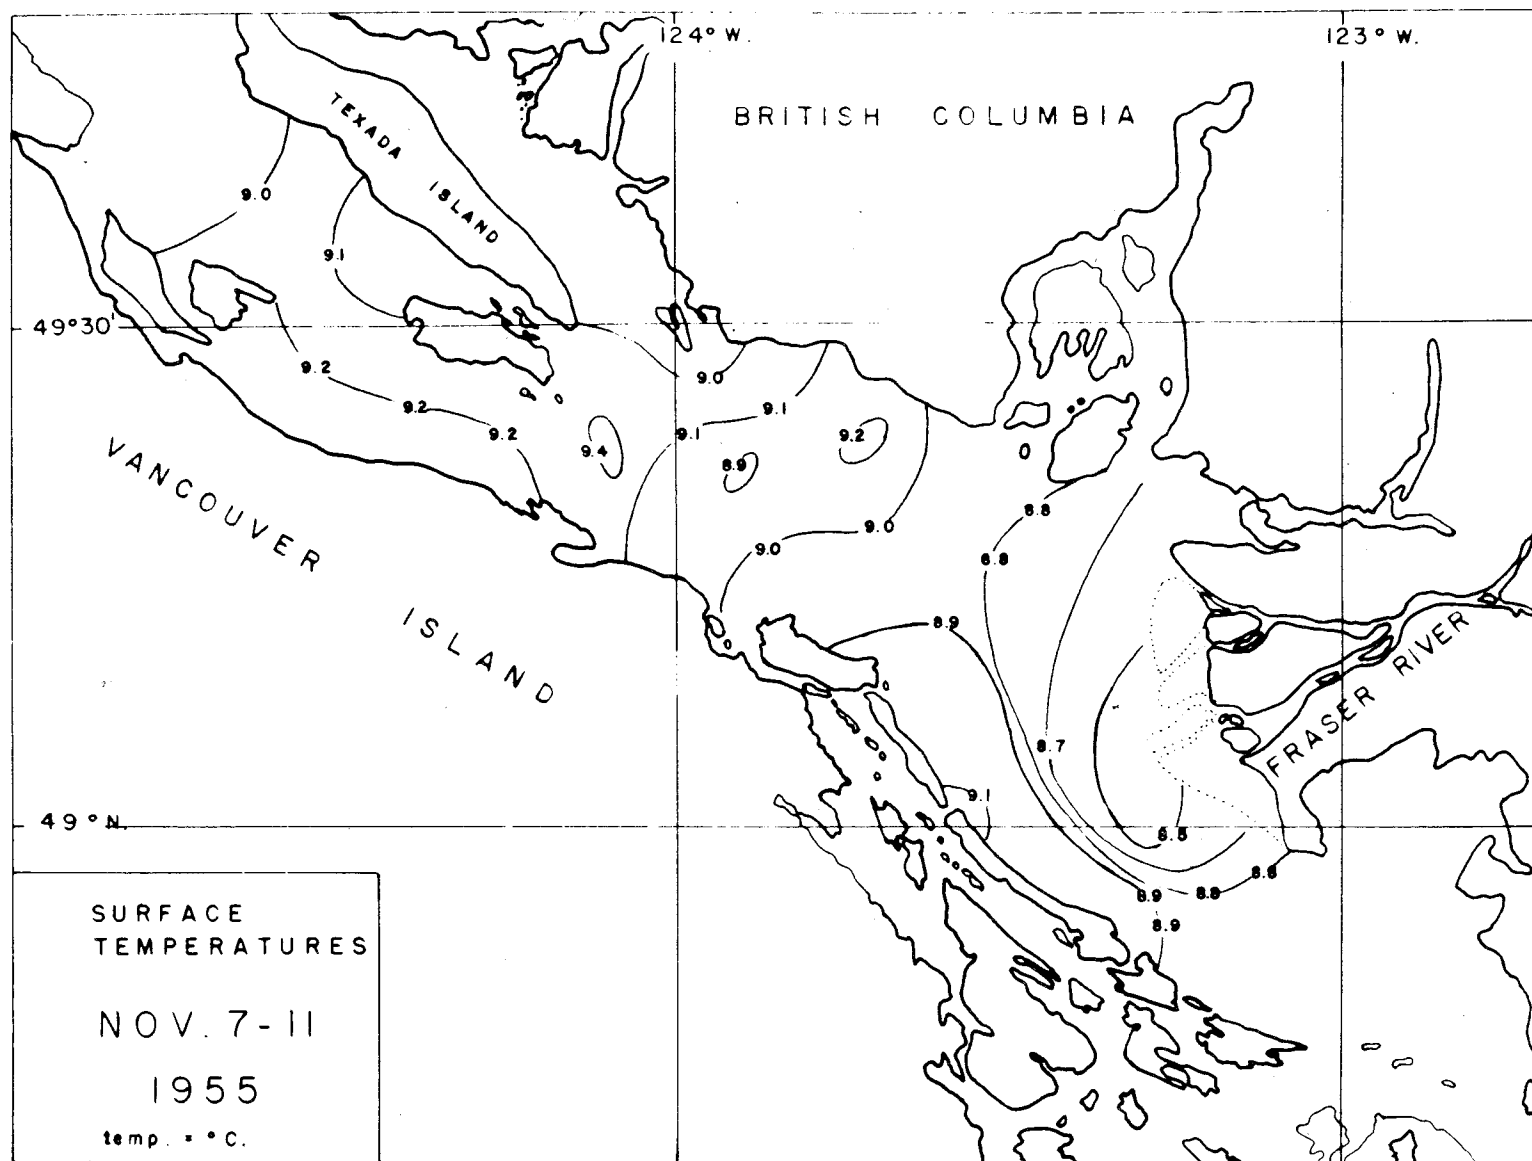 124° W.
123° W.
BRITISH COLUMBIA
TEXADA
ISLAND
9.0
9.1
49°30'
9.2
9.0
9.2
9.1
9.2
9.1
9.2
9.4
8.9
VANCOUVER
ISLAND
8.8
9.0
9.0
8.8
8.9
FRASER RIVER
8.7
9.1
49° N.
8.5
8.8
8.9
8.8
8.9
SURFACE
TEMPERATURES
NOV. 7-11
1955
temp. = °C.